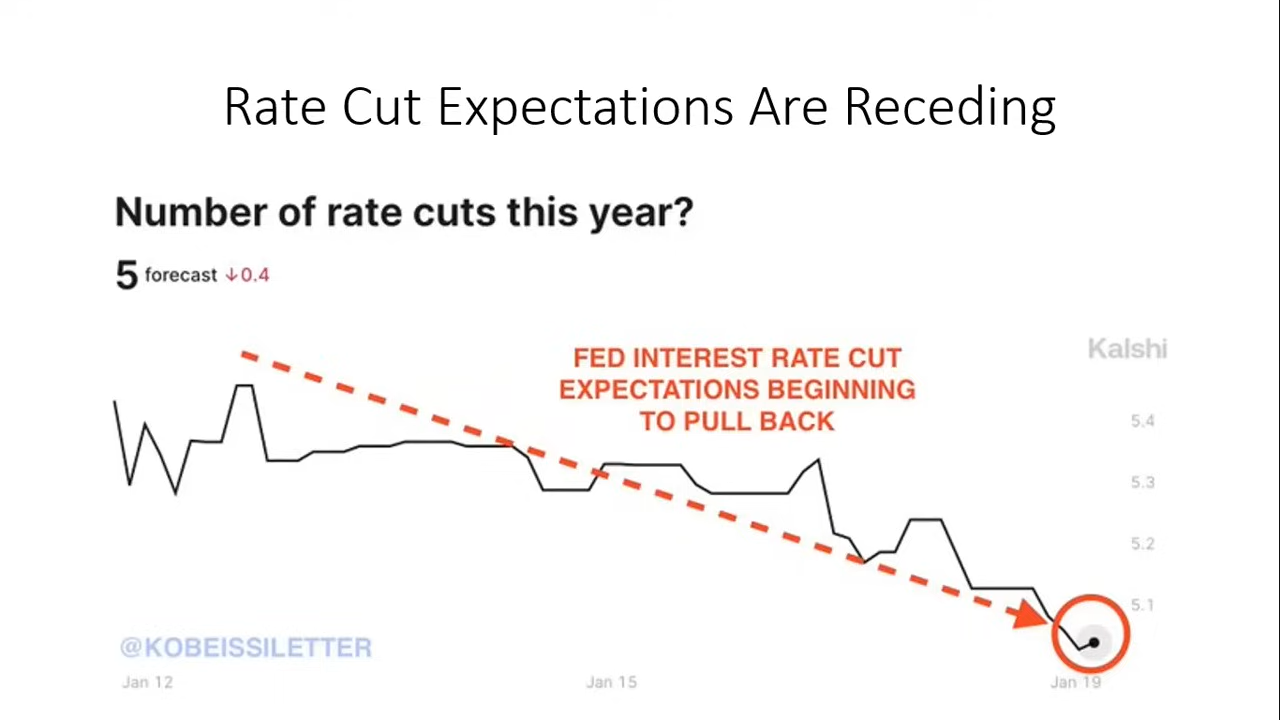 Rate Cut Expectations Are Receding
Number of rate cuts this year?
5 forecast ↓0.4
FED INTEREST RATE CUT
EXPECTATIONS BEGINNING
TO PULL BACK
Kalshi
5.4
5.3
5.2
5.1
@KOBEISSILETTER
Jan 12
Jan 15
Jan 19